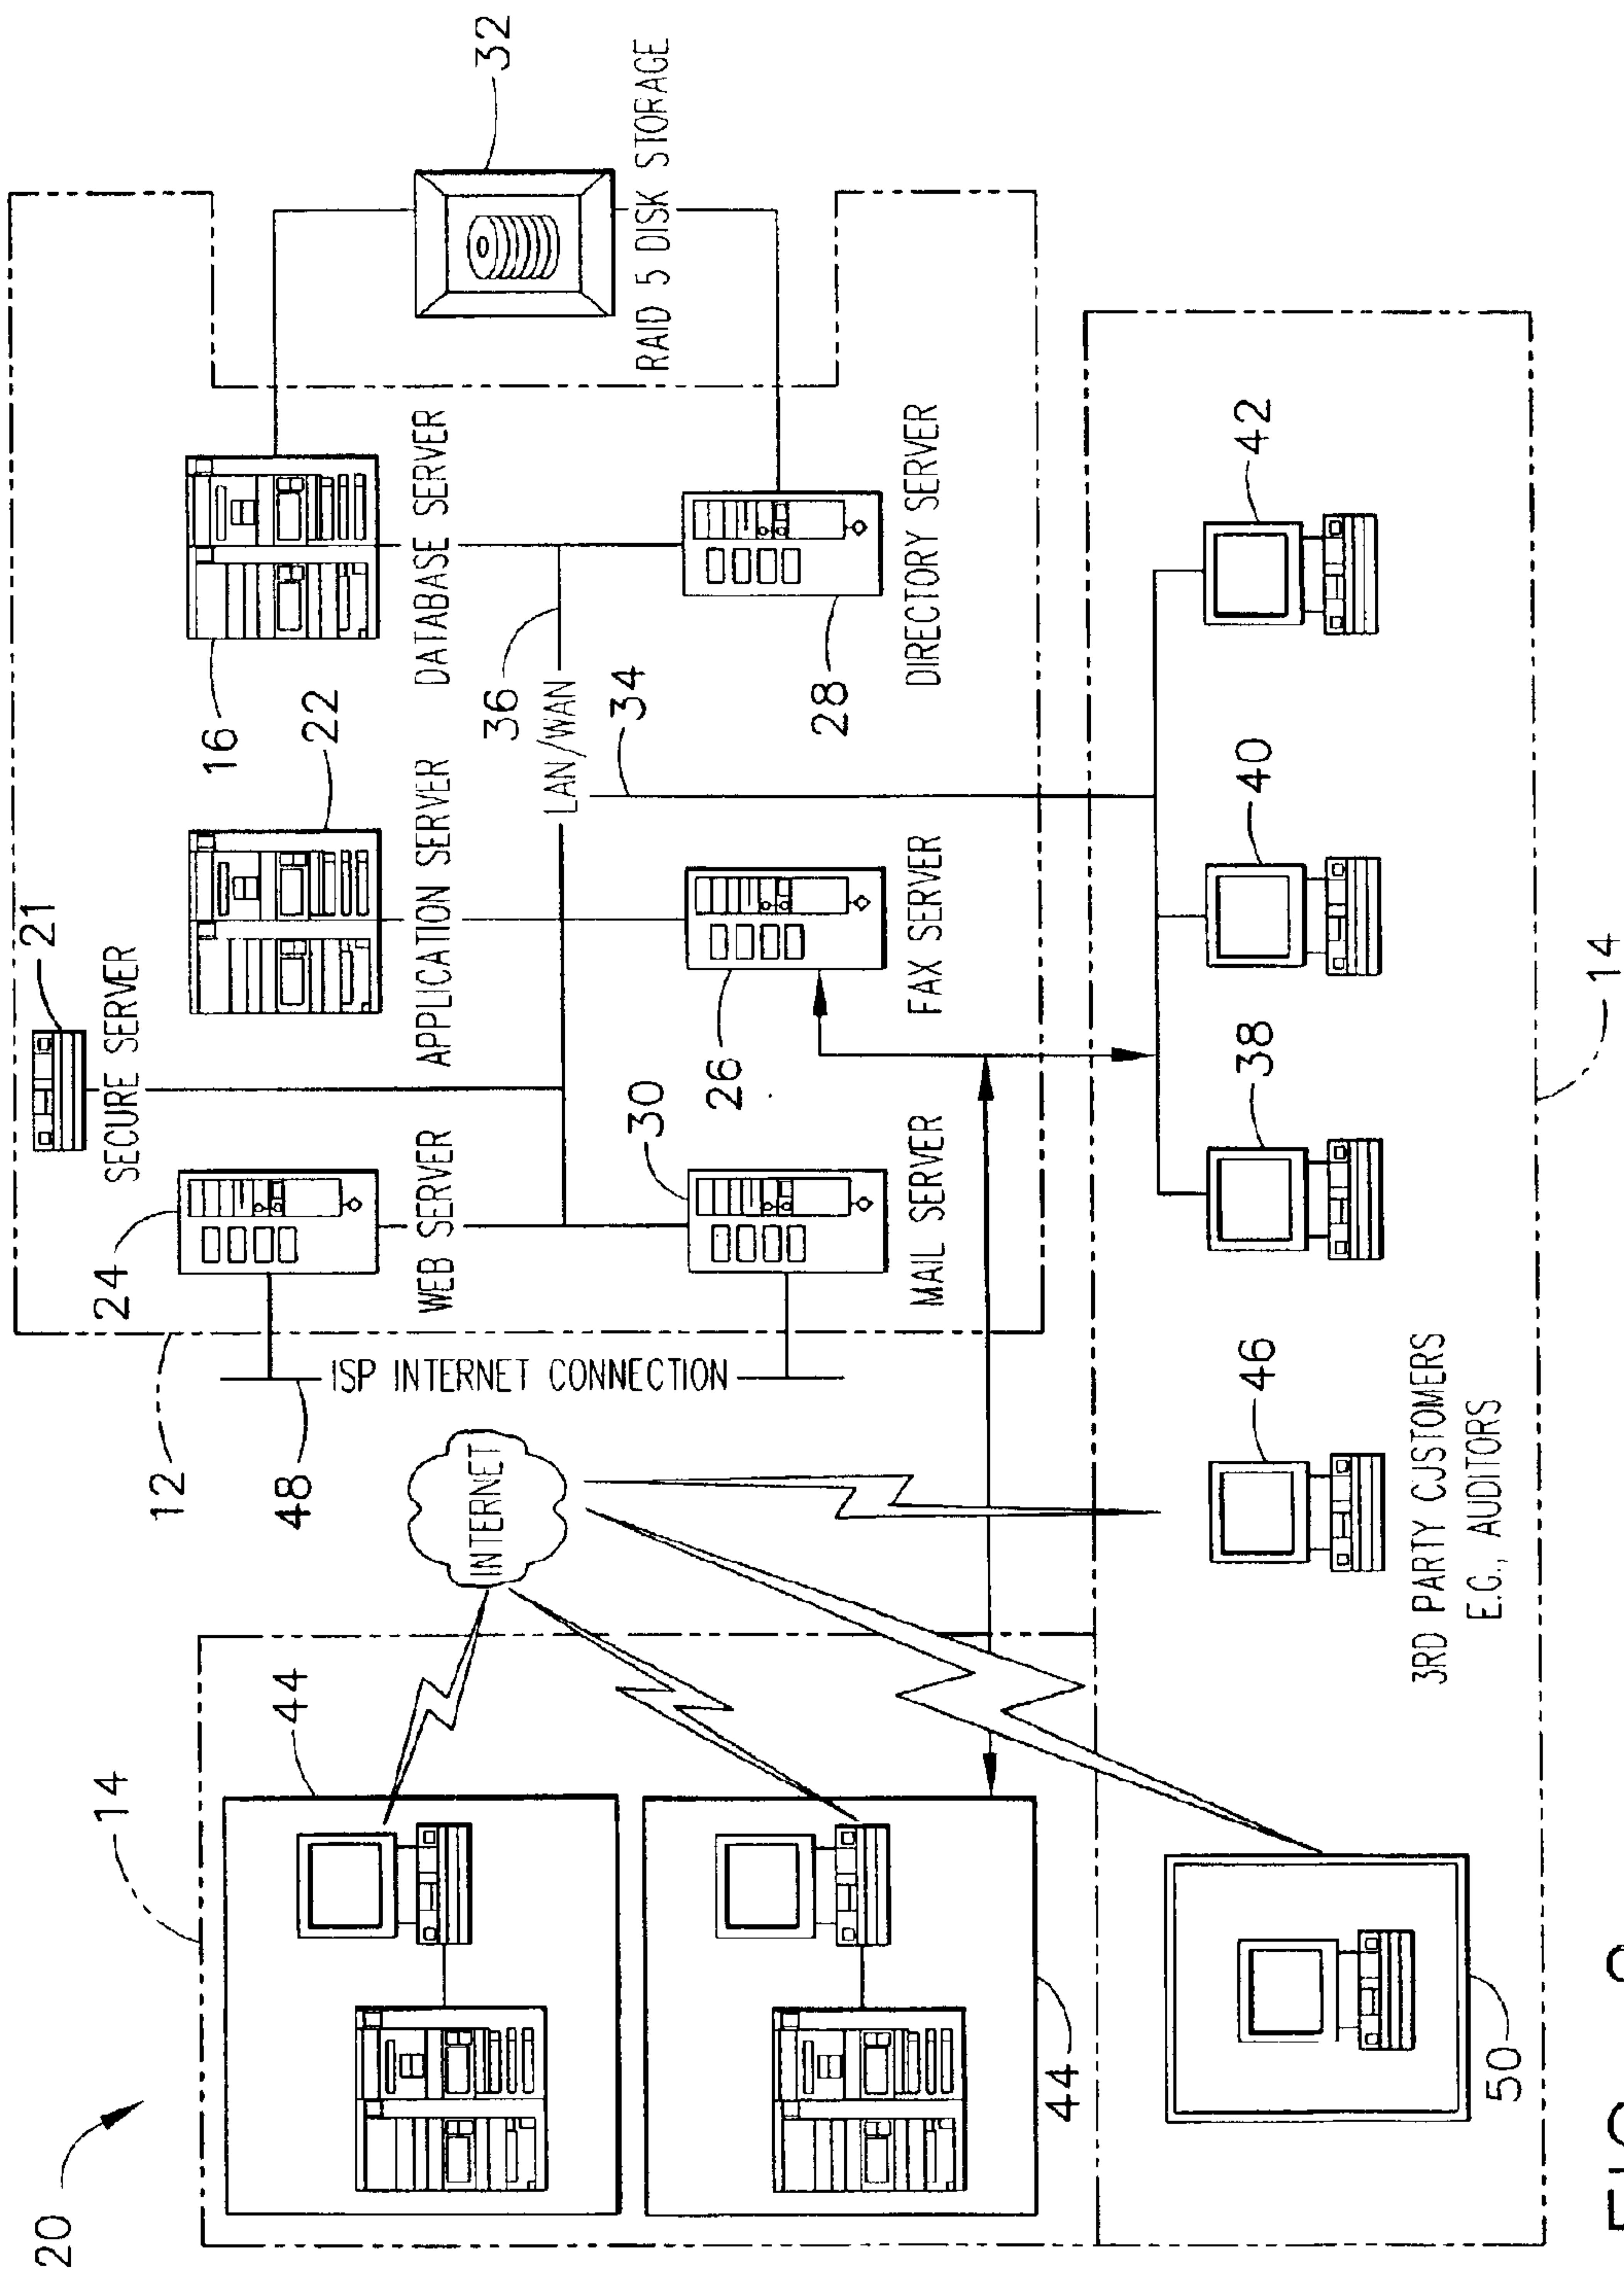 20
14
44
44
50
12
48
ISP INTERNET CONNECTION
INTERNET
24
WEB SERVER
SECURE SERVER
21
30
MAIL SERVER
22
APPLICATION SERVER
26
FAX SERVER
16
DATABASE SERVER
36
LAN/WAN
34
28
DIRECTORY SERVER
32
RAID 5 DISK STORAGE
46
3RD PARTY CUSTOMERS
E.G., AUDITORS
38
40
42
14